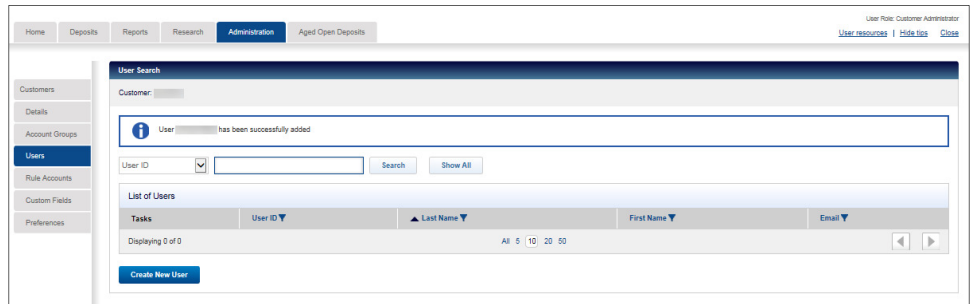 User Role: Customer Administrator
Home Deposits Reports Research Administration Aged Open Deposits
User resources | Hide tips Close
User Search
Customers
Customer:
Details
Account Groups
User has been successfully added
Users
User ID Search Show All
Rule Accounts
Custom Fields
List of Users
Preferences
Tasks User ID Last Name First Name Email
Displaying 0 of 0 All 5 10 20 50
Create New User